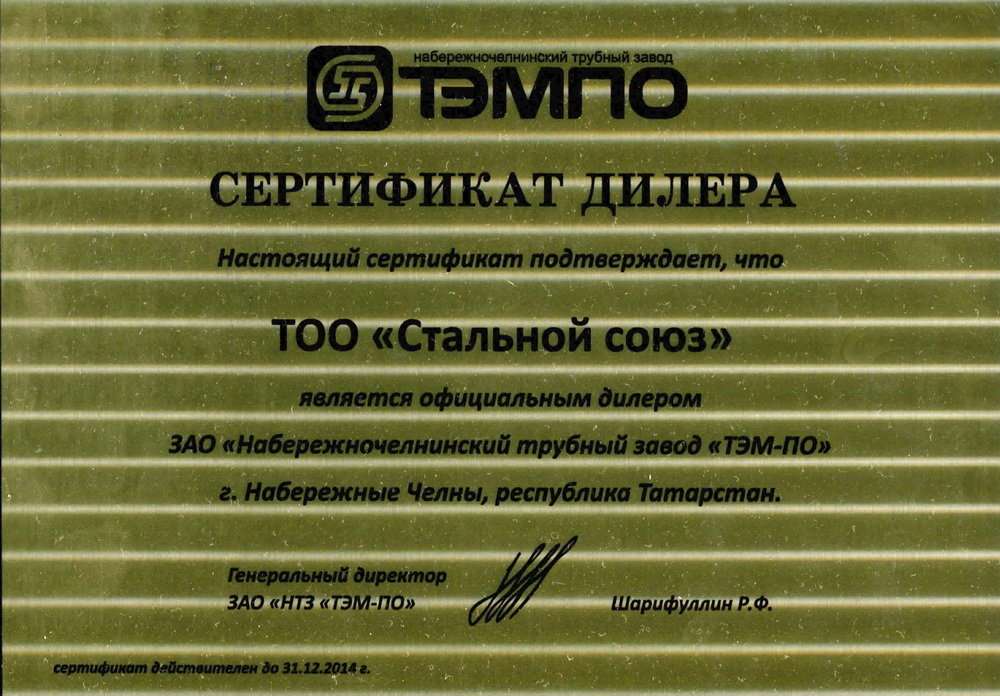 набережночелнинский трубный завод
ТЭМПО
СЕРТИФИКАТ ДИЛЕРА
Настоящий сертификат подтверждает, что
ТОО «Стальной союз»
является официальным дилером
ЗАО «Набережночелнинский трубный завод «ТЭМ-ПО»
г. Набережные Челны, республика Татарстан.
Генеральный директор
ЗАО «НТЗ «ТЭМ-ПО» Шарифуллин Р.Ф.
сертификат действителен до 31.12.2014 г.